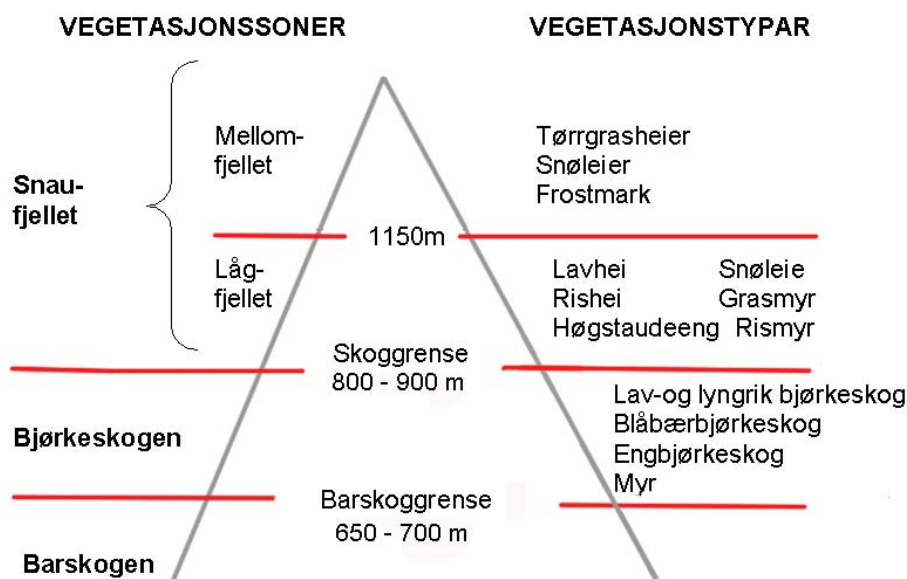 VEGETASJONSSONER
VEGETASJONSTYPAR
Snau-
fjellet
Mellom-
fjellet
Tørrgrasheier
Snøleier
Frostmark
1150m
Låg-
fjellet
Lavhei Snøleie
Rishei Grasmyr
Høgstaudeeng Rismyr
Skoggrense
800 - 900 m
Bjørkeskogen
Lav-og lyngrik bjørkeskog
Blåbærbjørkeskog
Engbjørkeskog
Myr
Barskoggrense
650 - 700 m
Barskogen